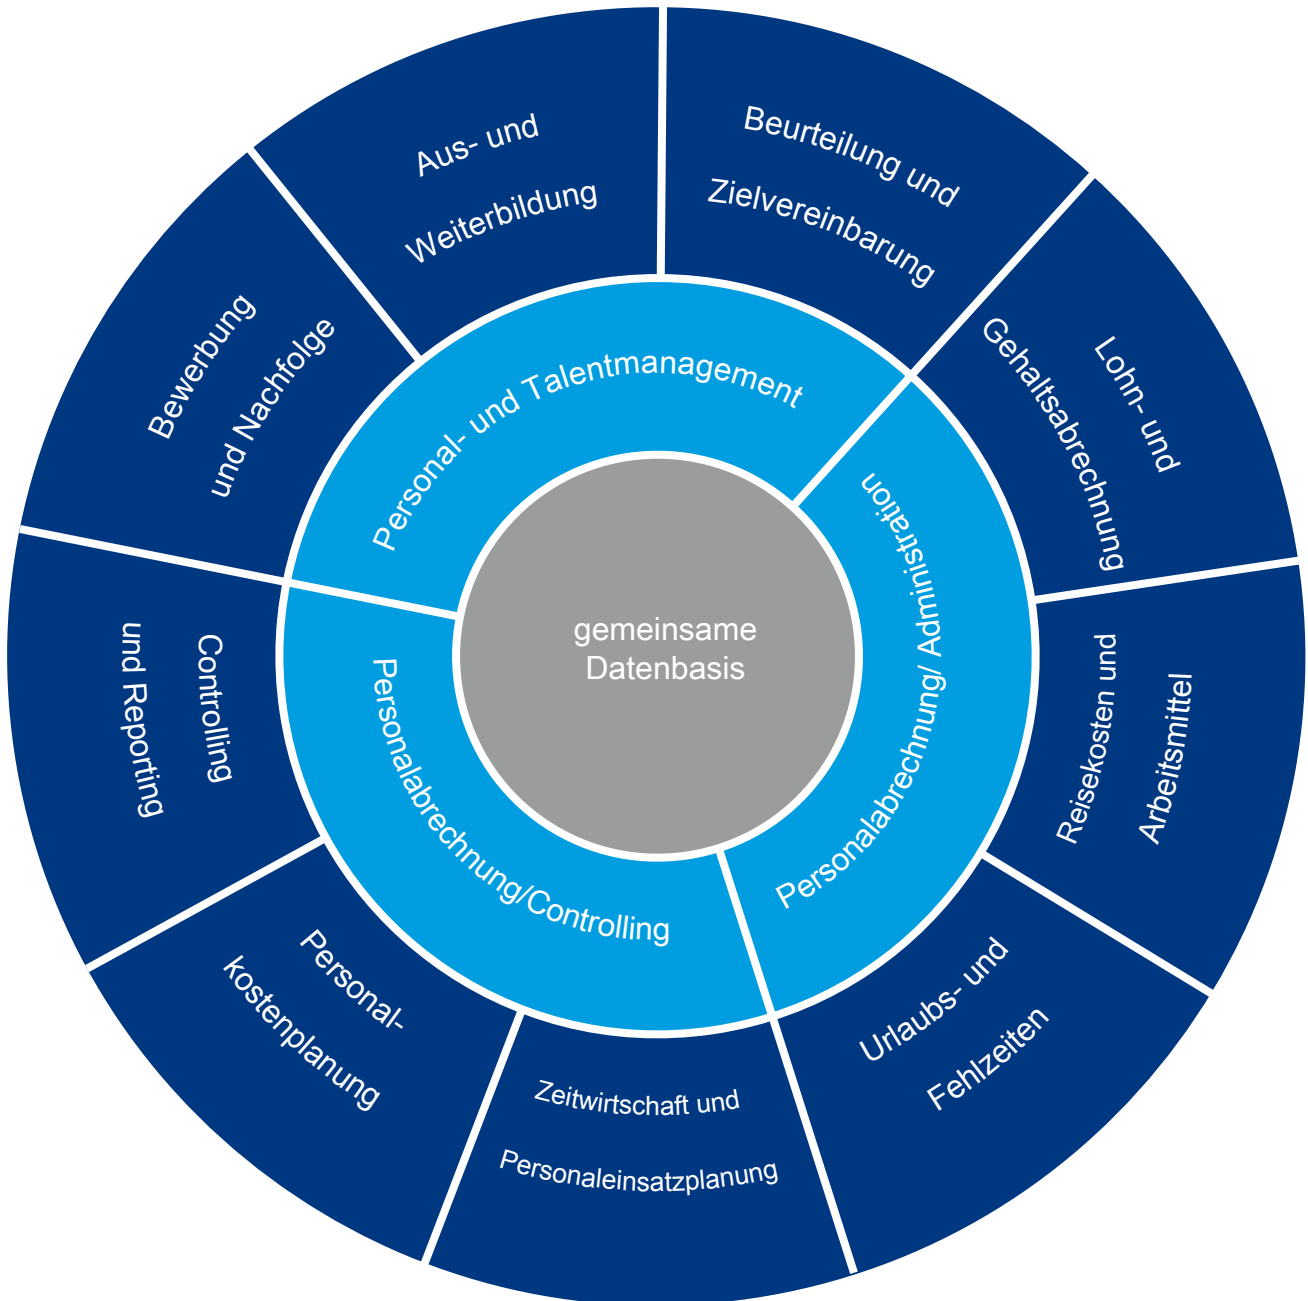 Aus- und
Weiterbildung
Beurteilung und
Zielvereinbarung
Lohn- und
Gehaltsabrechnung
Reisekosten und
Arbeitsmittel
Urlaubs- und
Fehlzeiten
Zeitwirtschaft und
Personaleinsatzplanung
Personal-
kostenplanung
Controlling
und Reporting
Bewerbung
und Nachfolge
Personal- und Talentmanagement
Personalabrechnung/ Administration
Personalabrechnung/Controlling
gemeinsame
Datenbasis